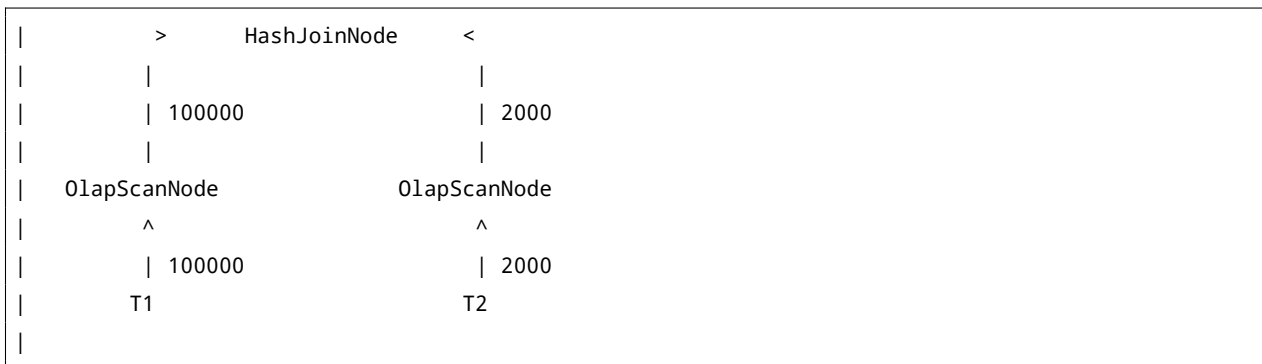 |          >     HashJoinNode     <
|         |                         |
|         | 100000                  | 2000
|         |                         |
|   OlapScanNode              OlapScanNode
|         ^                         ^
|         | 100000                  | 2000
|        T1                        T2
|